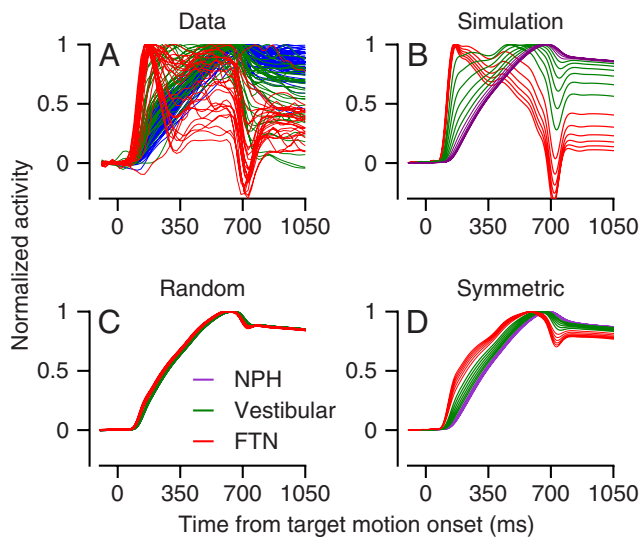 Data
Simulation
A
B
1
0.5
0
0
350
700
1050
1
0.5
0
0
350
700
1050
Normalized activity
Random
Symmetric
C
D
1
0.5
0
NPH
Vestibular
FTN
0
350
700
1050
1
0.5
0
0
350
700
1050
Time from target motion onset (ms)